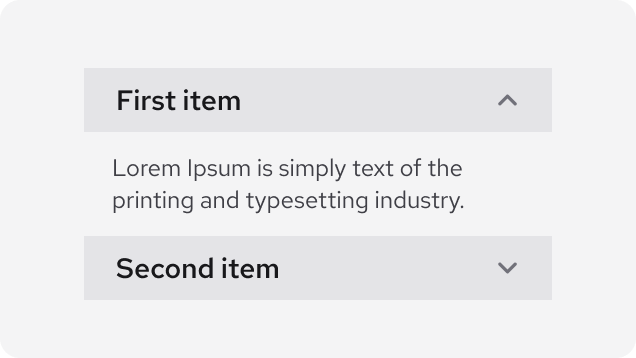 First item
Lorem Ipsum is simply text of the
printing and typesetting industry.
Second item